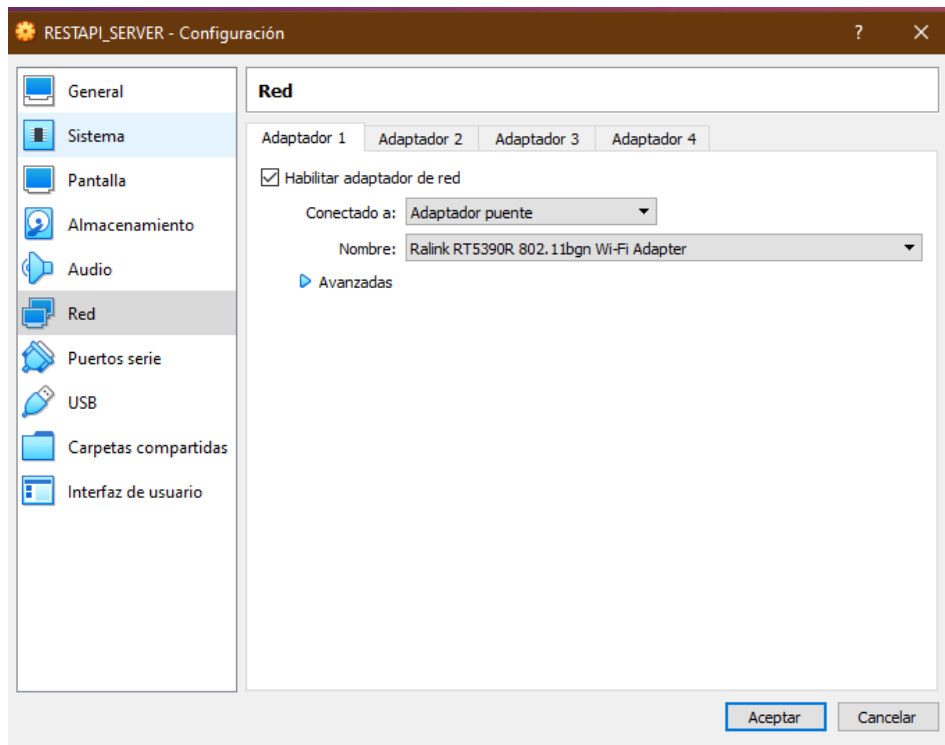 RESTAPI_SERVER - Configuración ? ✕
General
Sistema
Pantalla
Almacenamiento
Audio
Red
Puertos serie
USB
Carpetas compartidas
Interfaz de usuario
Red
Adaptador 1 Adaptador 2 Adaptador 3 Adaptador 4
Habilitar adaptador de red
Conectado a: Adaptador puente
Nombre: Ralink RT5390R 802.11bgn Wi-Fi Adapter
Avanzadas
Aceptar Cancelar